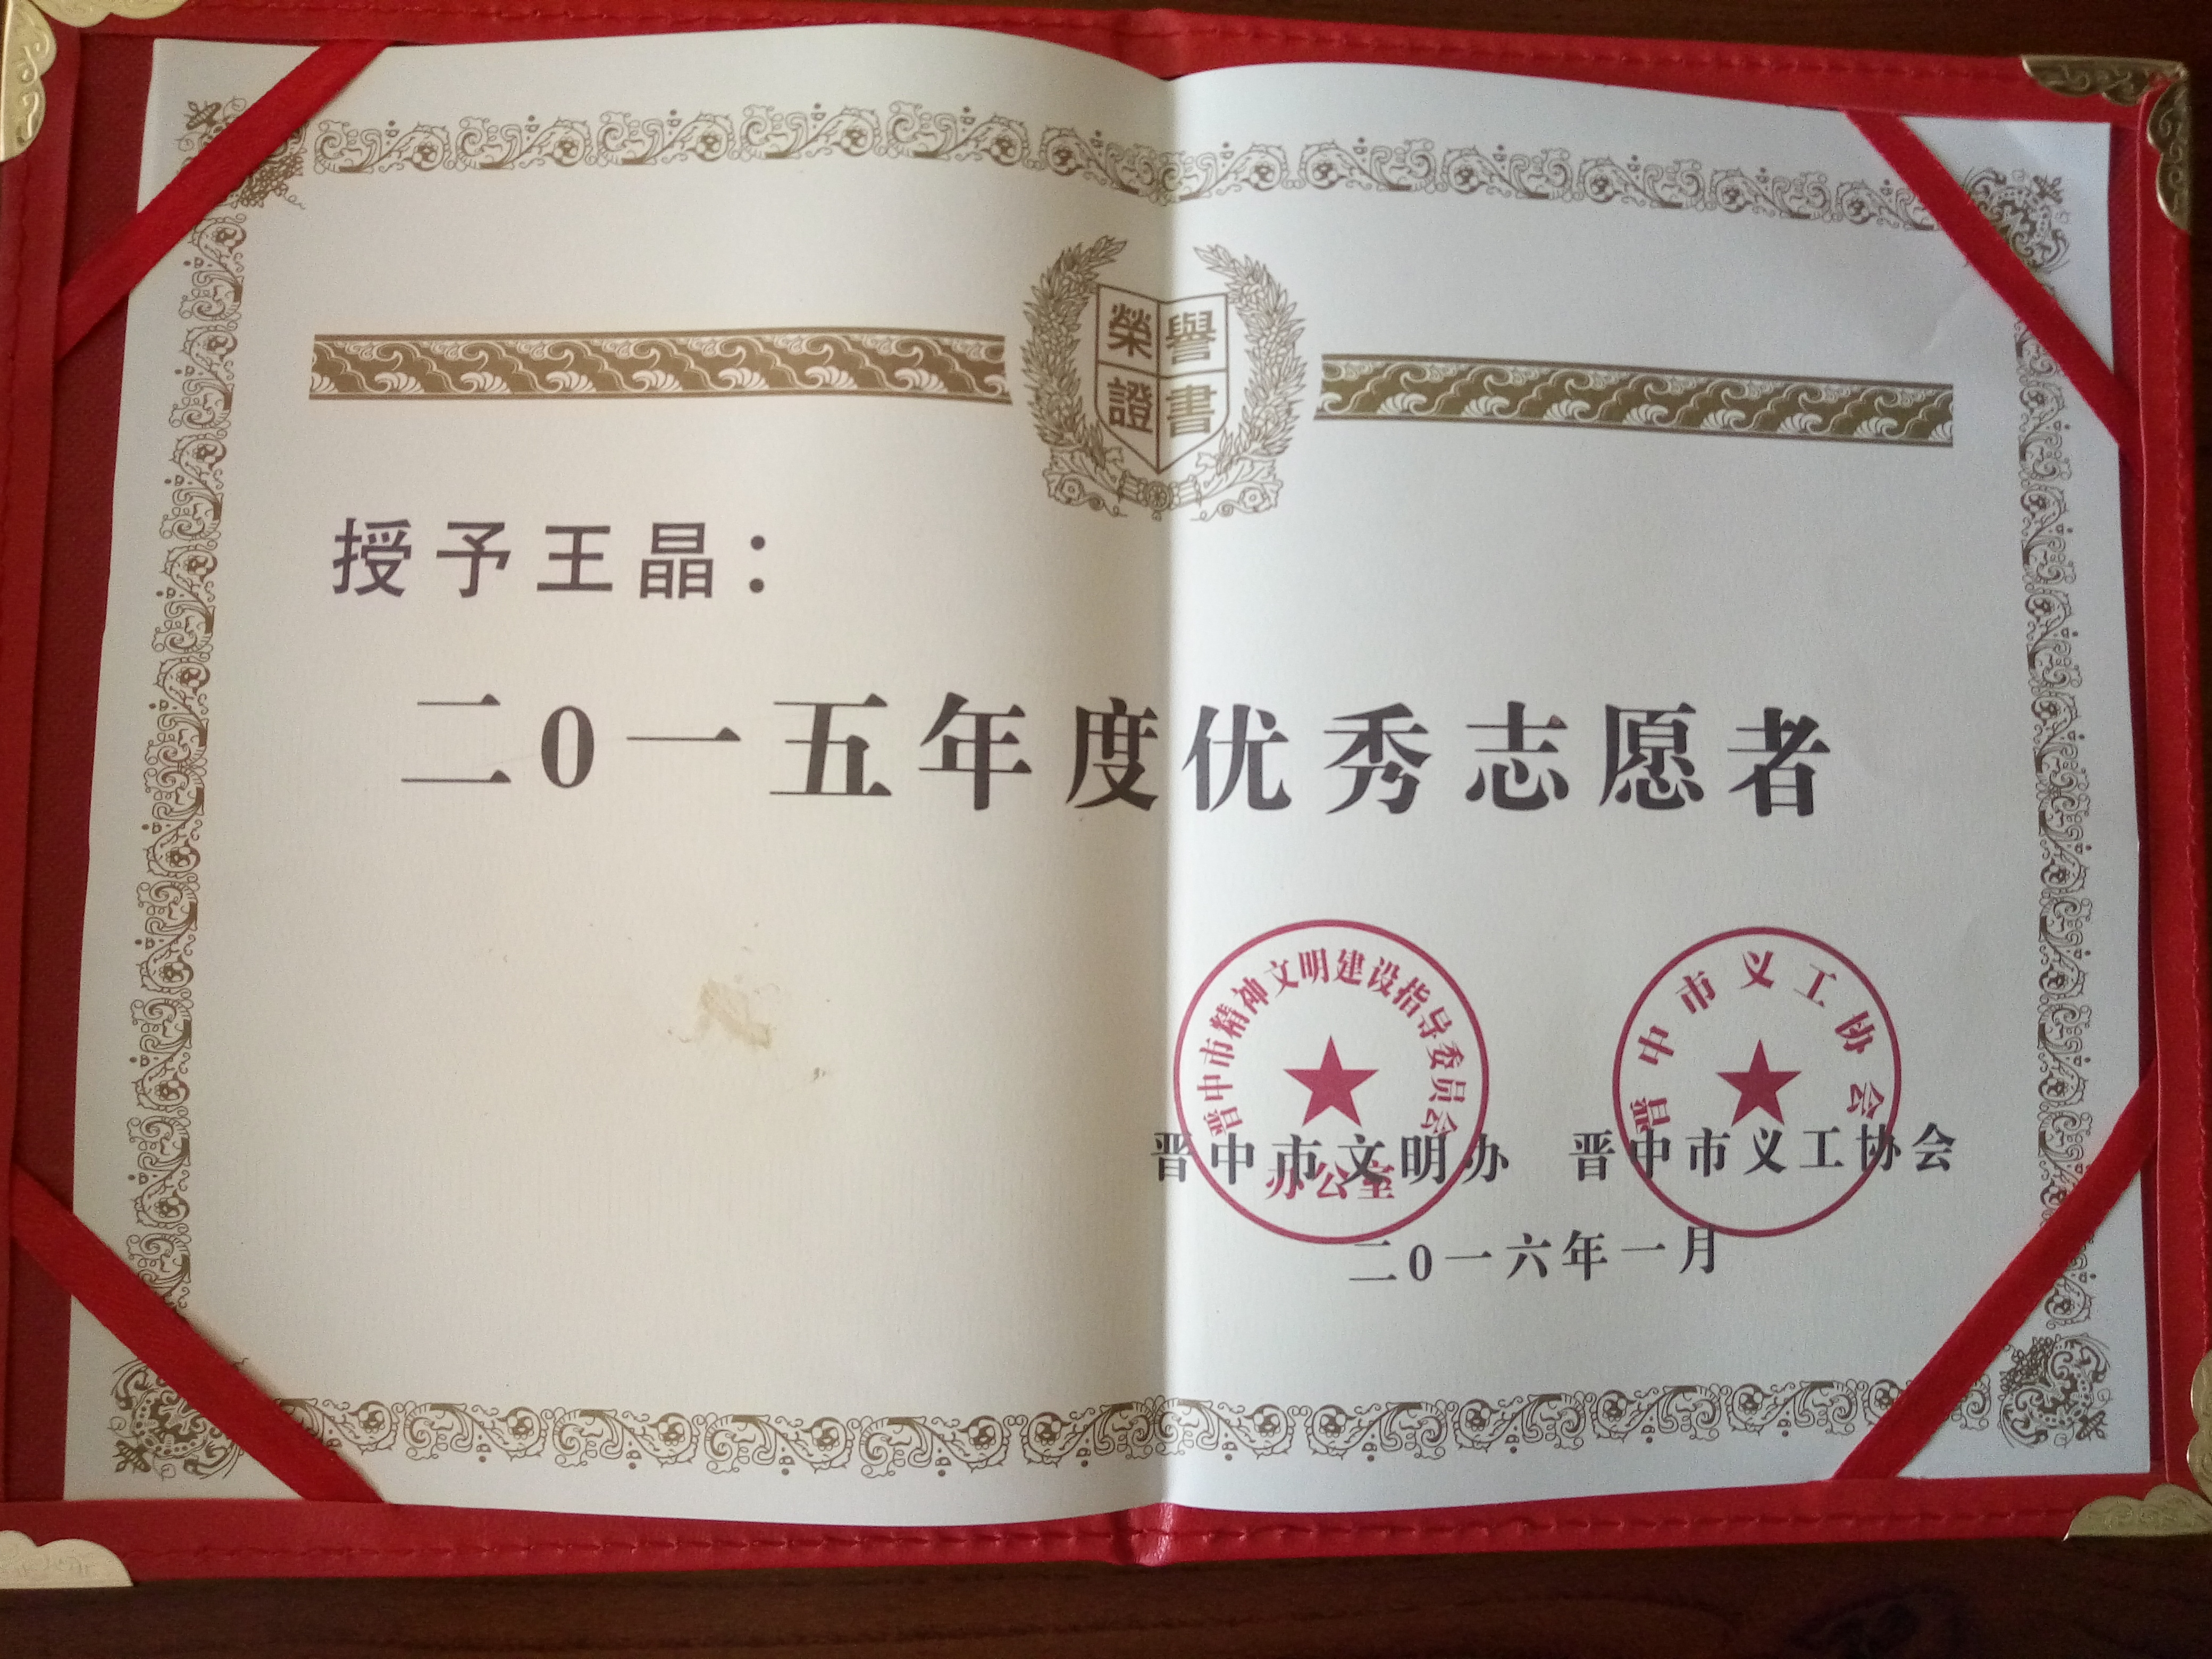 榮譽
證書
授予王晶：
二0一五年度优秀志愿者
晋中市精神文明建设指导委员会
办公室
晋中市义工协会
晋中市文明办 晋中市义工协会
二0一六年一月